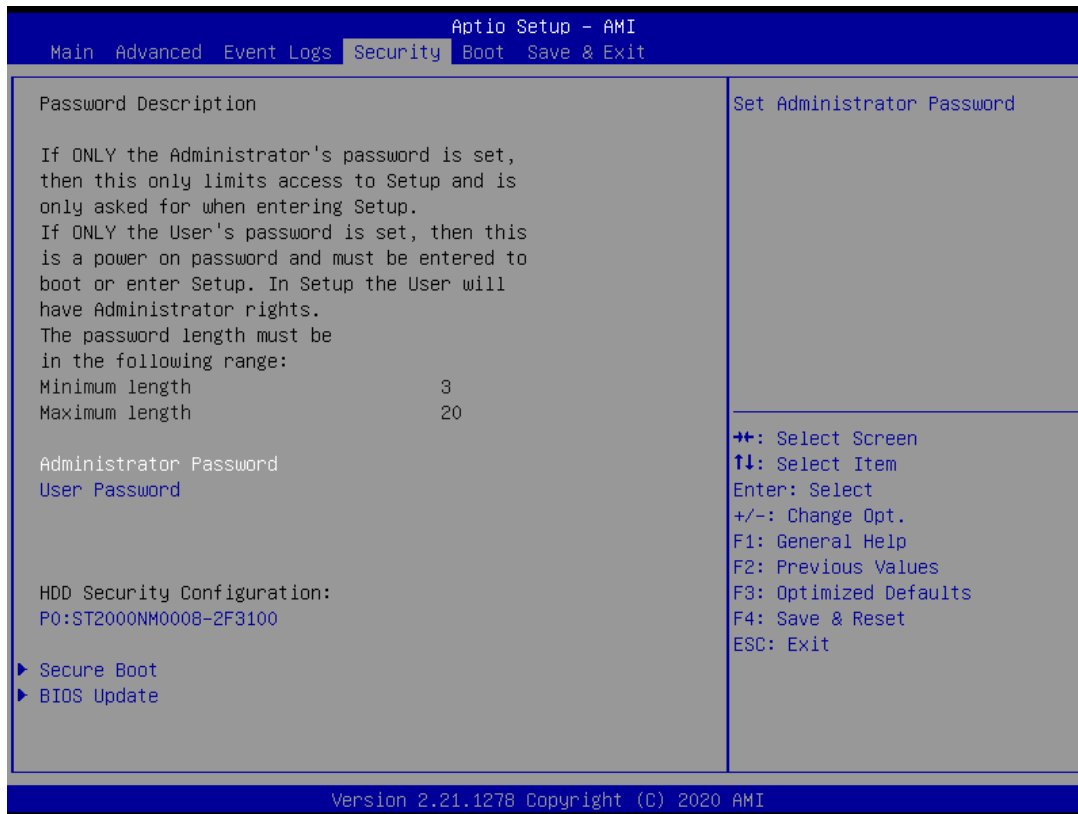 Aptio Setup – AMI
Main Advanced Event Logs Security Boot Save & Exit
Password Description
If ONLY the Administrator's password is set,
then this only limits access to Setup and is
only asked for when entering Setup.
If ONLY the User's password is set, then this
is a power on password and must be entered to
boot or enter Setup. In Setup the User will
have Administrator rights.
The password length must be
in the following range:
Minimum length 3
Maximum length 20
Administrator Password
User Password
HDD Security Configuration:
P0:ST2000NM0008-2F3100
Secure Boot
BIOS Update
Set Administrator Password
→←: Select Screen
↑↓: Select Item
Enter: Select
+/-: Change Opt.
F1: General Help
F2: Previous Values
F3: Optimized Defaults
F4: Save & Reset
ESC: Exit
Version 2.21.1278 Copyright (C) 2020 AMI